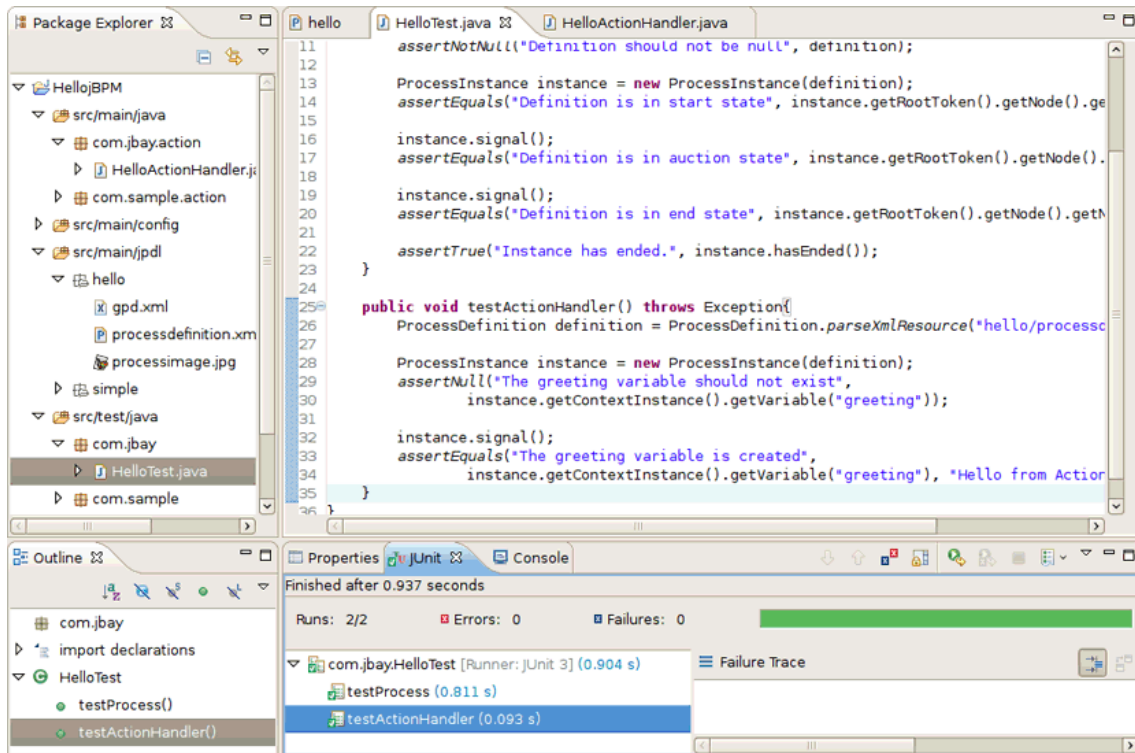 Package Explorer
HellojBPM
src/main/java
com.jbay.action
HelloActionHandler.ja
com.sample.action
src/main/config
src/main/jpdl
hello
gpd.xml
processdefinition.xm
processimage.jpg
simple
src/test/java
com.jbay
HelloTest.java
com.sample
hello
HelloTest.java
HelloActionHandler.java
11 assertNotNull("Definition should not be null", definition);
12
13 ProcessInstance instance = new ProcessInstance(definition);
14 assertEquals("Definition is in start state", instance.getRootToken().getNode().ge
15
16 instance.signal();
17 assertEquals("Definition is in auction state", instance.getRootToken().getNode().
18
19 instance.signal();
20 assertEquals("Definition is in end state", instance.getRootToken().getNode().getN
21
22 assertTrue("Instance has ended.", instance.hasEnded());
23 }
24
25 public void testActionHandler() throws Exception{
26 ProcessDefinition definition = ProcessDefinition.parseXmlResource("hello/processd
27
28 ProcessInstance instance = new ProcessInstance(definition);
29 assertNull("The greeting variable should not exist",
30 instance.getContextInstance().getVariable("greeting"));
31
32 instance.signal();
33 assertEquals("The greeting variable is created",
34 instance.getContextInstance().getVariable("greeting"), "Hello from Action
35 }
36 }
Outline
com.jbay
import declarations
HelloTest
testProcess()
testActionHandler()
Properties
JUnit
Console
Finished after 0.937 seconds
Runs: 2/2
Errors: 0
Failures: 0
com.jbay.HelloTest [Runner: JUnit 3] (0.904 s)
testProcess (0.811 s)
testActionHandler (0.093 s)
Failure Trace